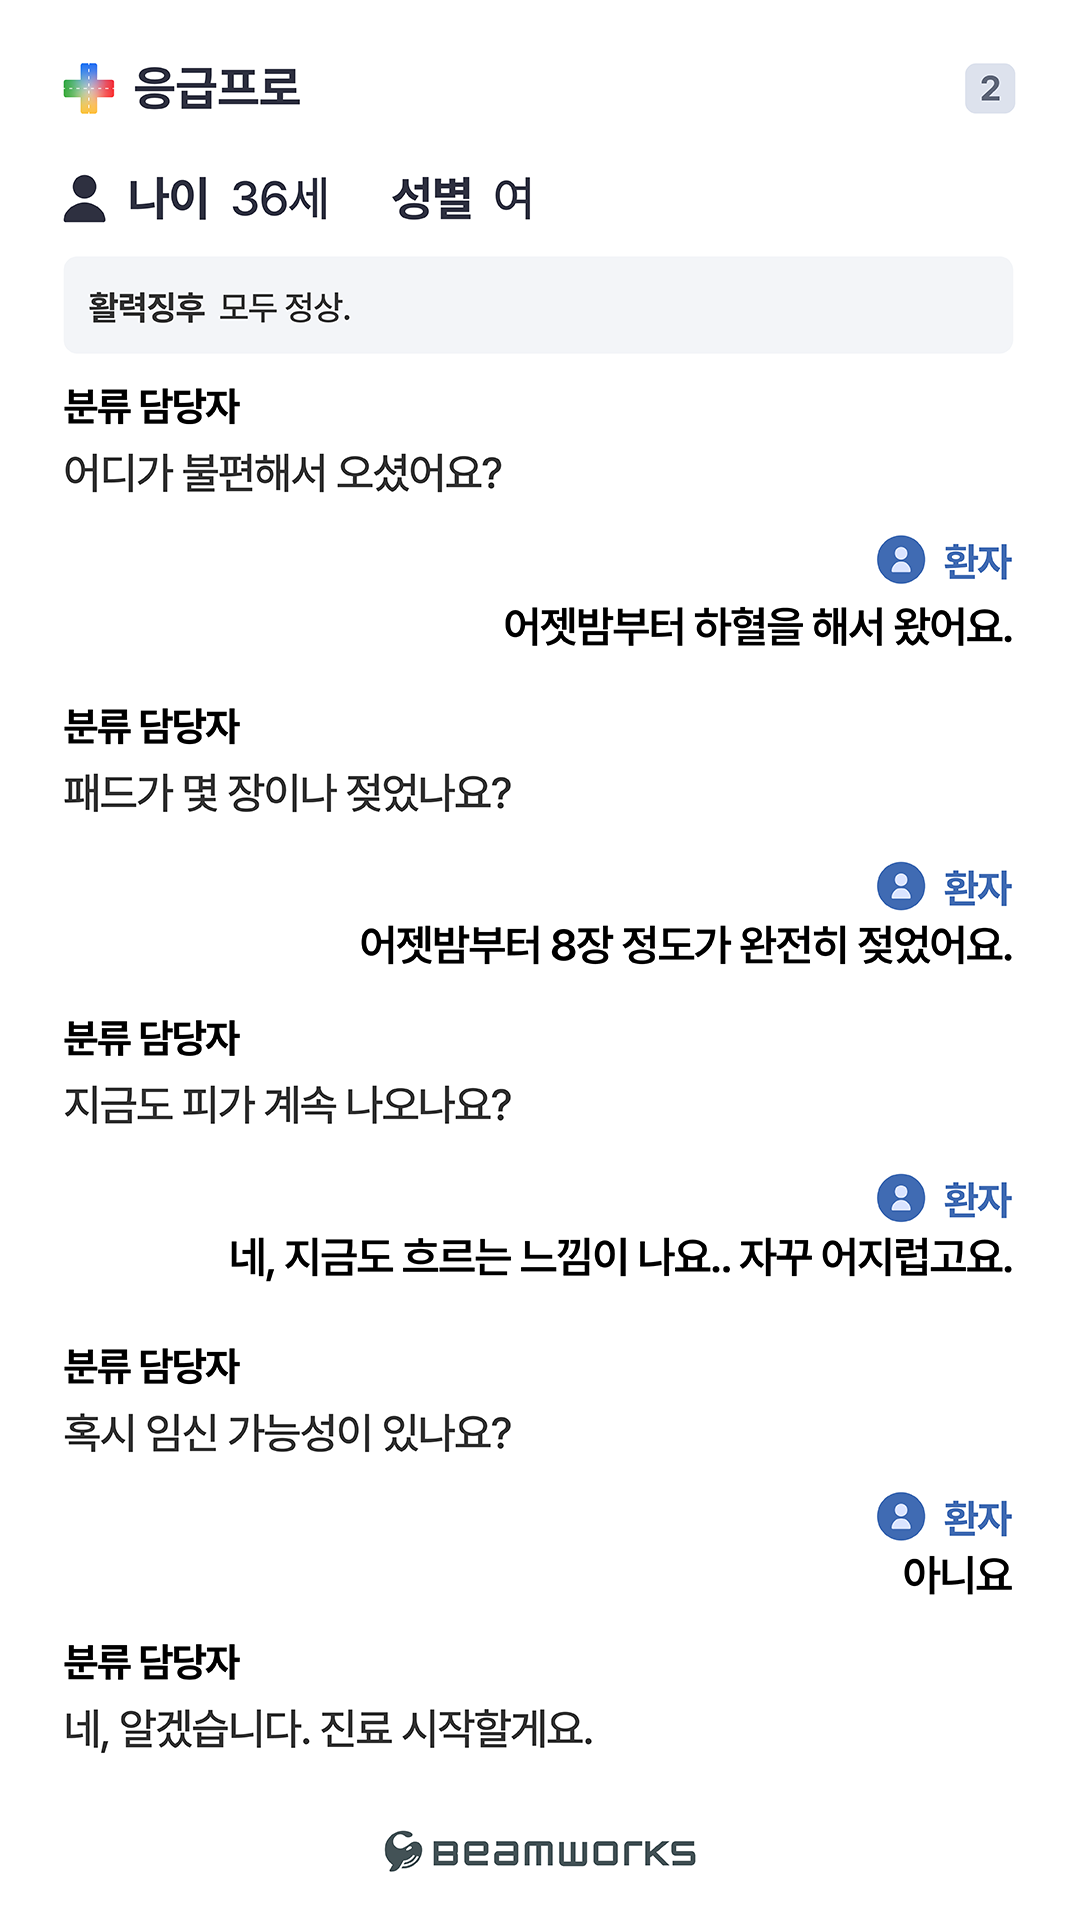 응급프로
2
나이 36세 성별 여
활력징후 모두 정상.
분류 담당자
어디가 불편해서 오셨어요?
환자
어젯밤부터 하혈을 해서 왔어요.
분류 담당자
패드가 몇 장이나 젖었나요?
환자
어젯밤부터 8장 정도가 완전히 젖었어요.
분류 담당자
지금도 피가 계속 나오나요?
환자
네, 지금도 흐르는 느낌이 나요.. 자꾸 어지럽고요.
분류 담당자
혹시 임신 가능성이 있나요?
환자
아니요
분류 담당자
네, 알겠습니다. 진료 시작할게요.
BEAMWORKS